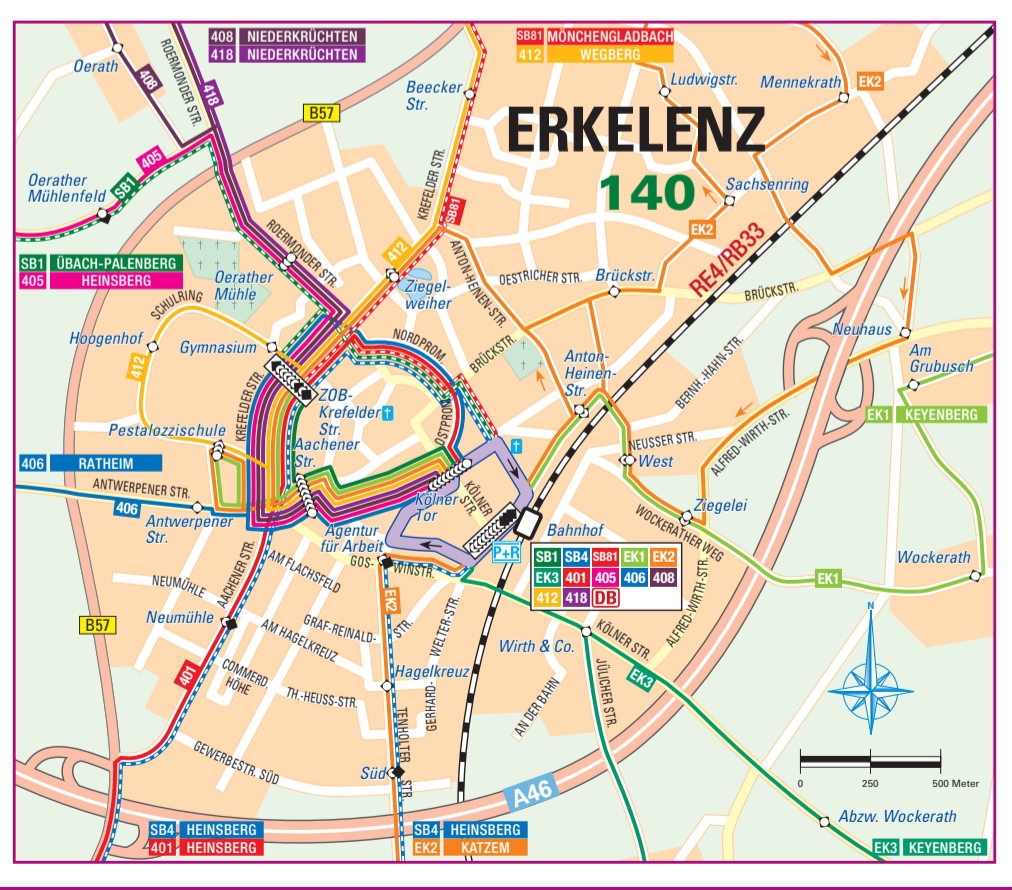 408 NIEDERKRÜCHTEN
418 NIEDERKRÜCHTEN
SB81 MÖNCHENGLADBACH
412 WEGBERG
Oerath
408
ROERMONDER STR.
418
B57
Beecker
Str.
Ludwigstr.
Mennekrath
EK2
ERKELENZ
140
405
SB1
Oerather
Mühlenfeld
KREFELDER STR.
SB81
Sachsenring
EK2
RE4/RB33
SB1 ÜBACH-PALENBERG
405 HEINSBERG
ROERMONDER STR.
Oerather
Mühle
412
Ziegel-
weiher
ANTON-HEINEN-STR.
OESTRICHER STR.
Brückstr.
BRÜCKSTR.
SCHULRING
Hoogenhof
Gymnasium
412
NORDPROM.
BRÜCKSTR.
Anton-
Heinen-
Str.
BERNH.-HAHN-STR.
Neuhaus
Am
Grubusch
EK1 KEYENBERG
KREFELDER STR.
ZOB-
Krefelder
Str.
OSTPROM.
Pestalozzischule
Aachener
Str.
NEUSSER STR.
ALFRED-WIRTH-STR.
West
406 RATHEIM
ANTWERPENER STR.
406
Antwerpener
Str.
Kölner
Tor
KÖLNER
STR.
Ziegelei
WOCKERATHER WEG
Agentur
für Arbeit
Bahnhof
P+R
SB1 SB4 SB81 EK1 EK2
EK3 401 405 406 408
412 418 DB
Wockerath
EK1
AACHENER STR.
AM FLACHSFELD
GOS-
WINSTR.
NEUMÜHLE
EK2
ALFRED-WIRTH-STR.
Neumühle
B57
GRAF-REINALD-
STR.
AM HAGELKREUZ
GERHARD-
WELTER-STR.
Wirth & Co.
KÖLNER STR.
N
401
COMMERD.
HÖHE
TH.-HEUSS-STR.
Hagelkreuz
AN DER BAHN
JÜLICHER STR.
EK3
TENHOLTER
STR.
GEWERBESTR. SÜD
Süd
A46
0 250 500 Meter
Abzw. Wockerath
SB4 HEINSBERG
401 HEINSBERG
SB4 HEINSBERG
EK2 KATZEM
EK3 KEYENBERG